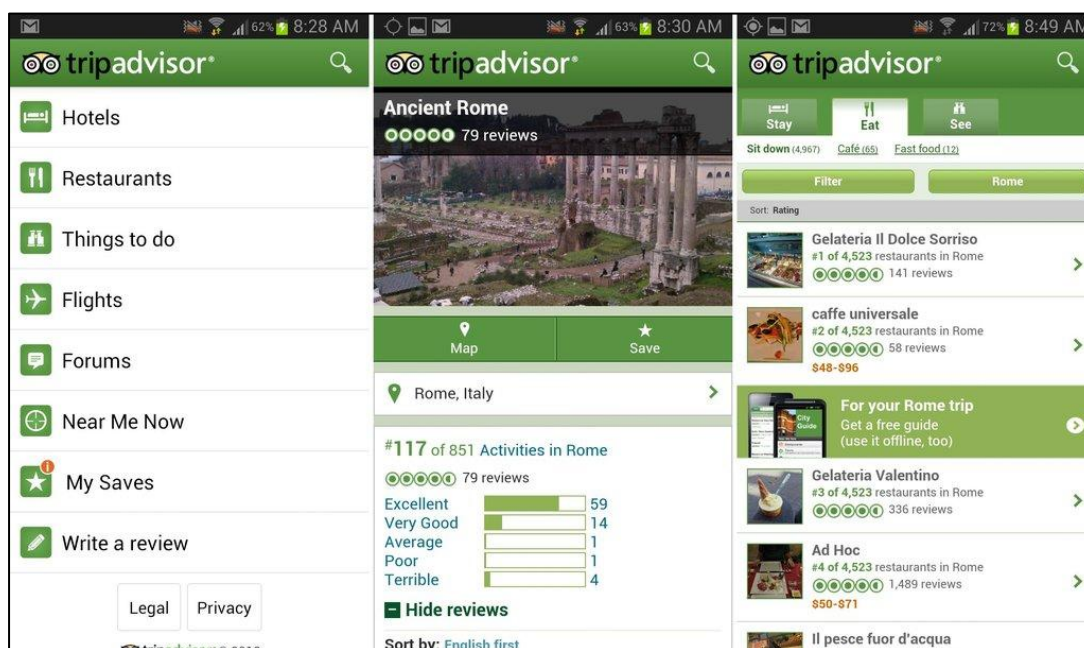 62% 8:28 AM
tripadvisor®
Hotels
Restaurants
Things to do
Flights
Forums
Near Me Now
My Saves
Write a review
Legal Privacy
63% 8:30 AM
tripadvisor®
Ancient Rome
79 reviews
Map Save
Rome, Italy
#117 of 851 Activities in Rome
79 reviews
Excellent 59
Very Good 14
Average 1
Poor 1
Terrible 4
Hide reviews
Sort by: English first
72% 8:49 AM
tripadvisor®
Stay Eat See
Sit down (4,967) Café (65) Fast food (12)
Filter Rome
Sort: Rating
Gelateria Il Dolce Sorriso
#1 of 4,523 restaurants in Rome
141 reviews
caffe universale
#2 of 4,523 restaurants in Rome
58 reviews
$48-$96
City
Guide
For your Rome trip
Get a free guide
(use it offline, too)
Gelateria Valentino
#3 of 4,523 restaurants in Rome
336 reviews
Ad Hoc
#4 of 4,523 restaurants in Rome
1,489 reviews
$50-$71
Il pesce fuor d'acqua